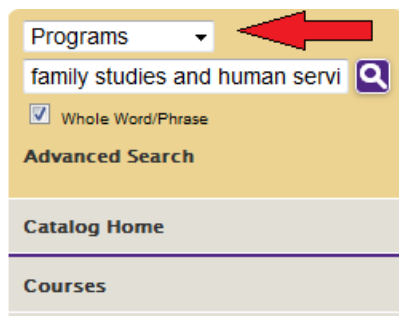 Programs
family studies and human servi
Whole Word/Phrase
Advanced Search
Catalog Home
Courses